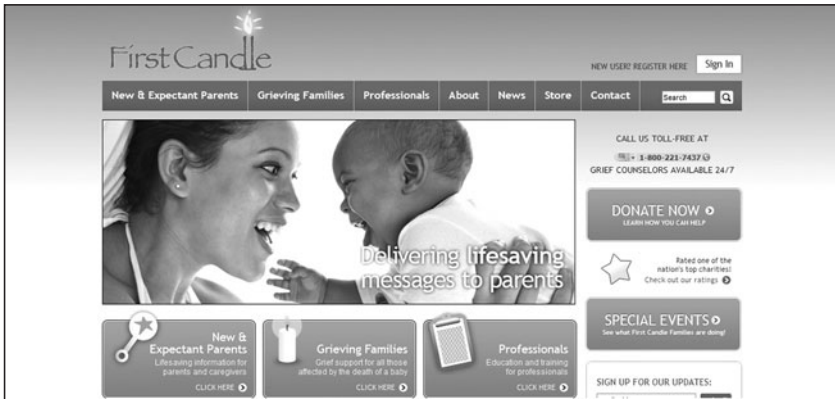 First Candle
NEW USER? REGISTER HERE
Sign In
New & Expectant Parents
Grieving Families
Professionals
About
News
Store
Contact
Search
CALL US TOLL-FREE AT
1-800-221-7437
GRIEF COUNSELORS AVAILABLE 24/7
Delivering lifesaving
messages to parents
DONATE NOW
LEARN HOW YOU CAN HELP
Rated one of the
nation's top charities!
Check out our ratings
SPECIAL EVENTS
See what First Candle Families are doing!
New &
Expectant Parents
Lifesaving information for
parents and caregivers
CLICK HERE
Grieving Families
Grief support for all those
affected by the death of a baby
CLICK HERE
Professionals
Education and training
for professionals
CLICK HERE
SIGN UP FOR OUR UPDATES: